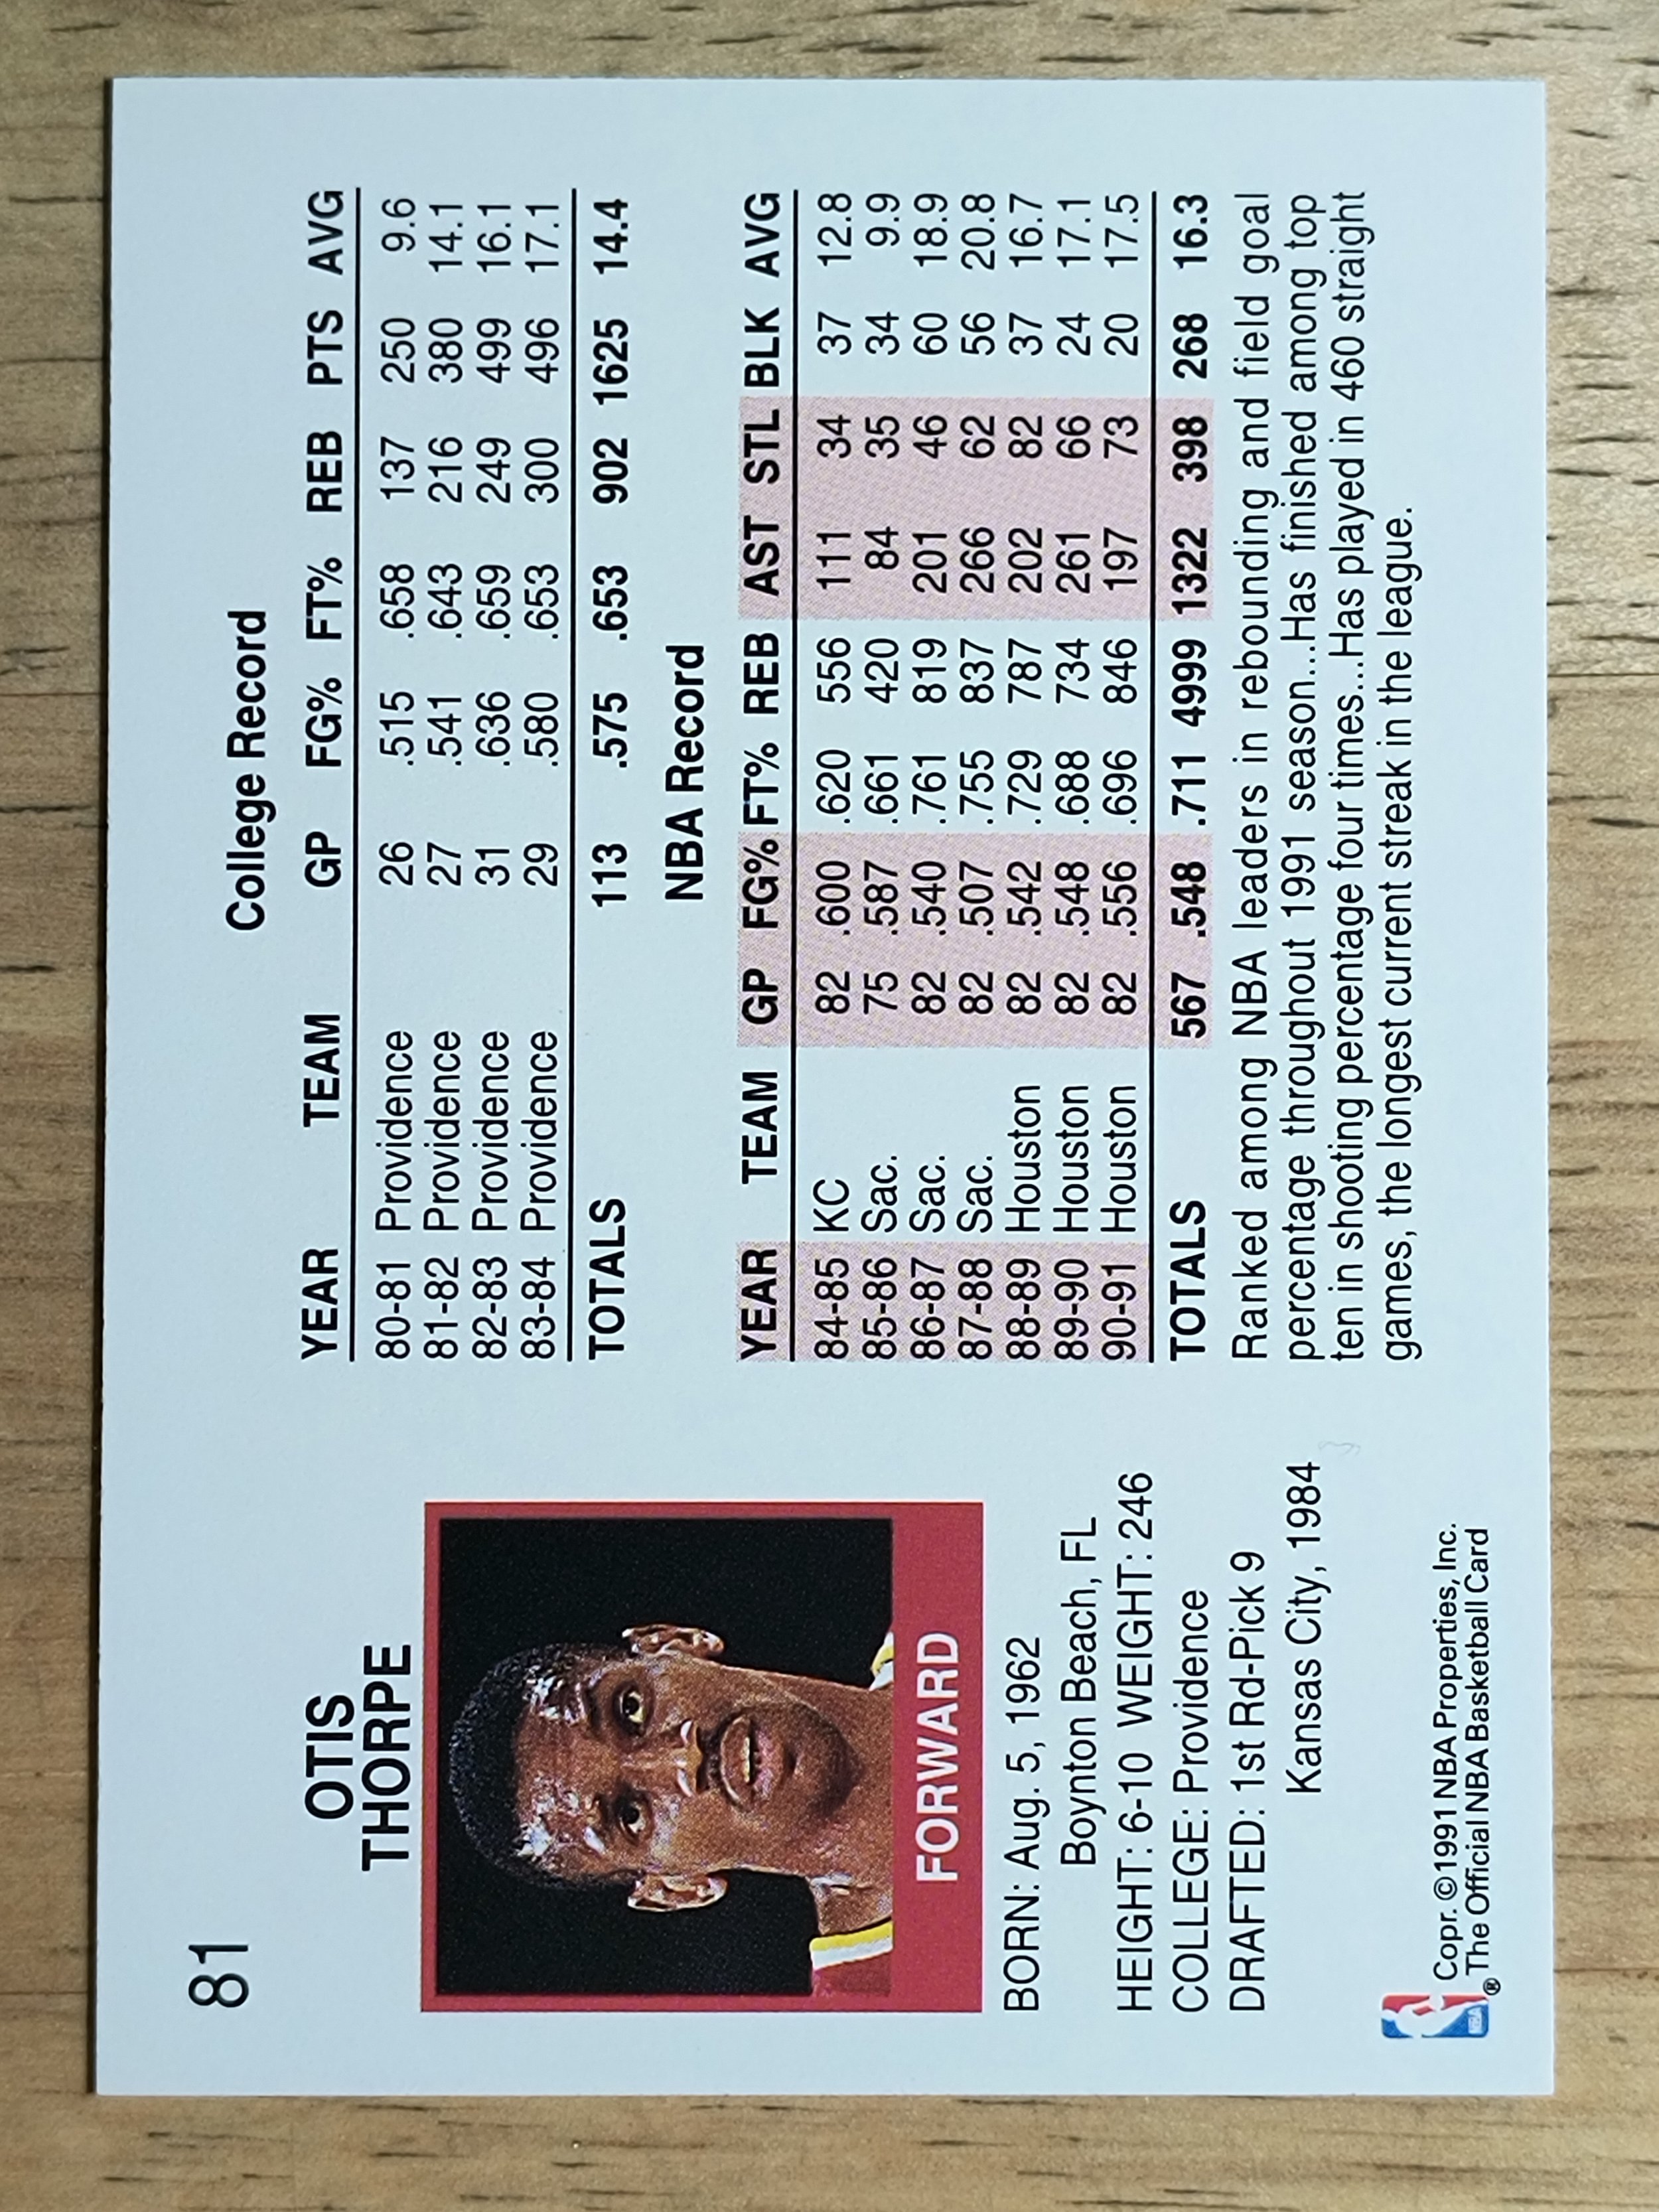 81
OTIS
THORPE
FORWARD
BORN: Aug. 5, 1962
Boynton Beach, FL
HEIGHT: 6-10 WEIGHT: 246
COLLEGE: Providence
DRAFTED: 1st Rd-Pick 9
Kansas City, 1984
NBA
®
Copr. ©1991 NBA Properties, Inc.
The Official NBA Basketball Card
College Record
YEAR TEAM GP FG% FT% REB PTS AVG
80-81 Providence 26 .515 .658 137 250 9.6
81-82 Providence 27 .541 .643 216 380 14.1
82-83 Providence 31 .636 .659 249 499 16.1
83-84 Providence 29 .580 .653 300 496 17.1
TOTALS 113 .575 .653 902 1625 14.4
NBA Record
YEAR TEAM GP FG% FT% REB AST STL BLK AVG
84-85 KC 82 .600 .620 556 111 34 37 12.8
85-86 Sac. 75 .587 .661 420 84 35 34 9.9
86-87 Sac. 82 .540 .761 819 201 46 60 18.9
87-88 Sac. 82 .507 .755 837 266 62 56 20.8
88-89 Houston 82 .542 .729 787 202 82 37 16.7
89-90 Houston 82 .548 .688 734 261 66 24 17.1
90-91 Houston 82 .556 .696 846 197 73 20 17.5
TOTALS 567 .548 .711 4999 1322 398 268 16.3
Ranked among NBA leaders in rebounding and field goal
percentage throughout 1991 season...Has finished among top
ten in shooting percentage four times...Has played in 460 straight
games, the longest current streak in the league.